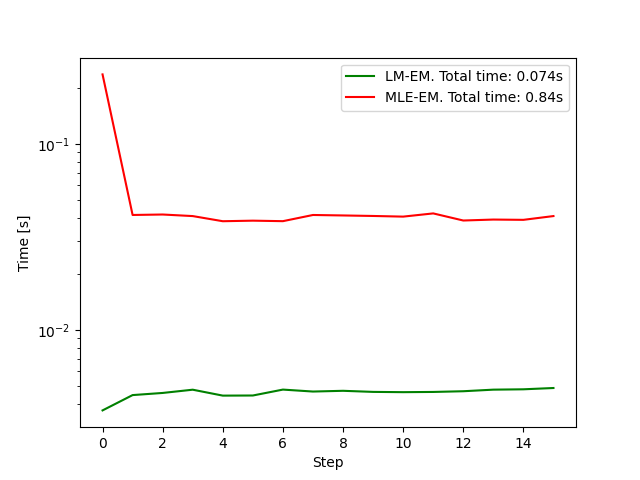 LM-EM. Total time: 0.074s
MLE-EM. Total time: 0.84s
10⁻¹
10⁻²
Time [s]
0 2 4 6 8 10 12 14
Step